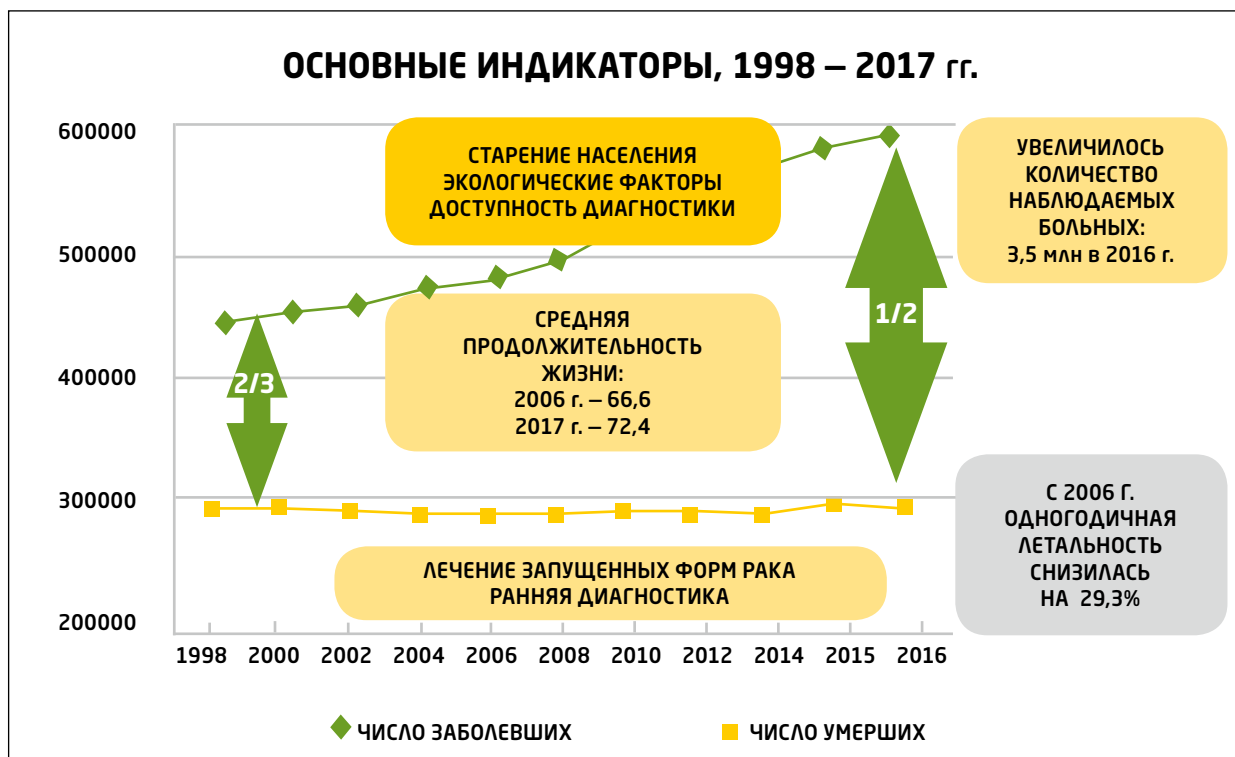 ОСНОВНЫЕ ИНДИКАТОРЫ, 1998 – 2017 гг.
600000
500000
400000
300000
200000
СТАРЕНИЕ НАСЕЛЕНИЯ
ЭКОЛОГИЧЕСКИЕ ФАКТОРЫ
ДОСТУПНОСТЬ ДИАГНОСТИКИ
УВЕЛИЧИЛОСЬ
КОЛИЧЕСТВО
НАБЛЮДАЕМЫХ
БОЛЬНЫХ:
3,5 млн в 2016 г.
2/3
СРЕДНЯЯ
ПРОДОЛЖИТЕЛЬНОСТЬ
ЖИЗНИ:
2006 г. – 66,6
2017 г. – 72,4
1/2
С 2006 Г.
ОДНОГОДИЧНАЯ
ЛЕТАЛЬНОСТЬ
СНИЗИЛАСЬ
НА 29,3%
ЛЕЧЕНИЕ ЗАПУЩЕННЫХ ФОРМ РАКА
РАННЯЯ ДИАГНОСТИКА
1998 2000 2002 2004 2006 2008 2010 2012 2014 2015 2016
ЧИСЛО ЗАБОЛЕВШИХ
ЧИСЛО УМЕРШИХ